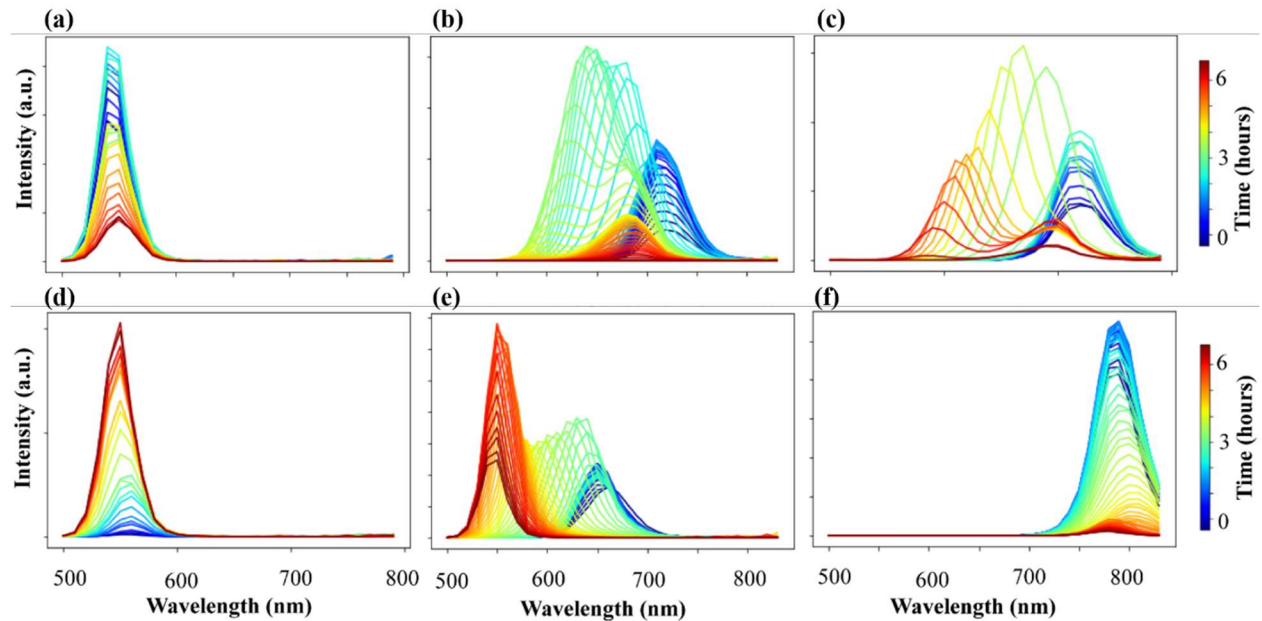 (a) (b) (c)
Intensity (a.u.)
6
3
0
Time (hours)
(d) (e) (f)
Intensity (a.u.)
6
3
0
Time (hours)
500 600 700 800 500 600 700 800 500 600 700 800
Wavelength (nm) Wavelength (nm) Wavelength (nm)